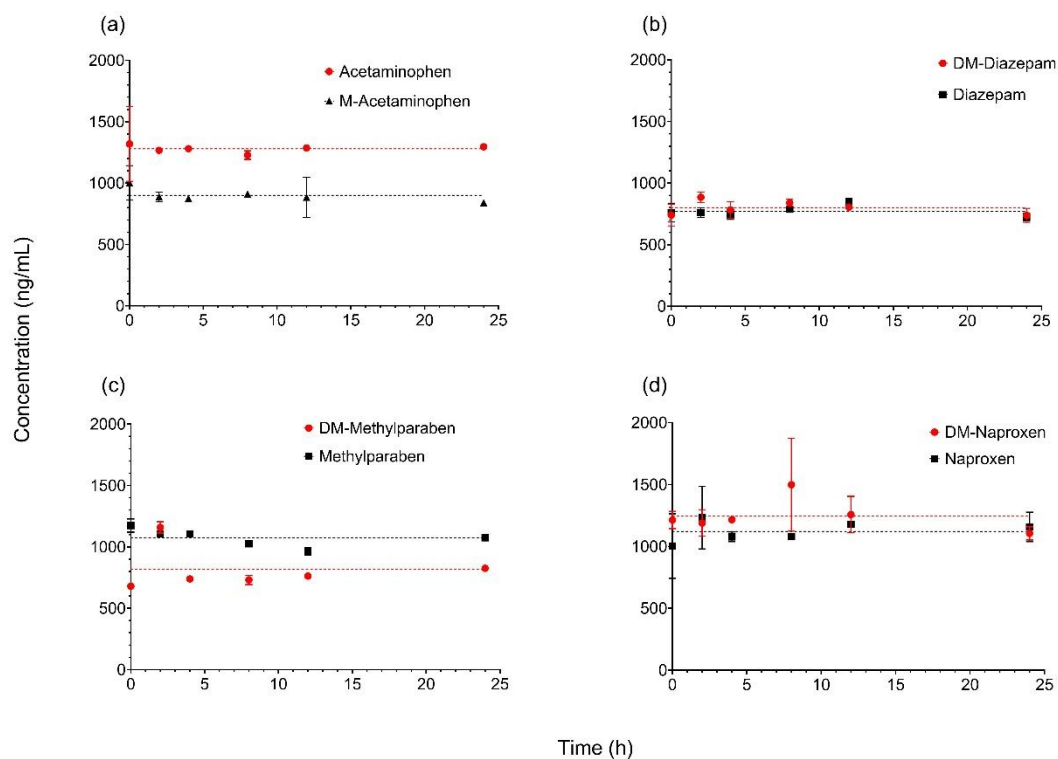 (a)
2000
1500
1000
500
0
0 5 10 15 20 25
Acetaminophen
M-Acetaminophen
(b)
2000
1500
1000
500
0
0 5 10 15 20 25
DM-Diazepam
Diazepam
(c)
2000
1500
1000
500
0
0 5 10 15 20 25
DM-Methylparaben
Methylparaben
(d)
2000
1500
1000
500
0
0 5 10 15 20 25
DM-Naproxen
Naproxen
Concentration (ng/mL)
Time (h)